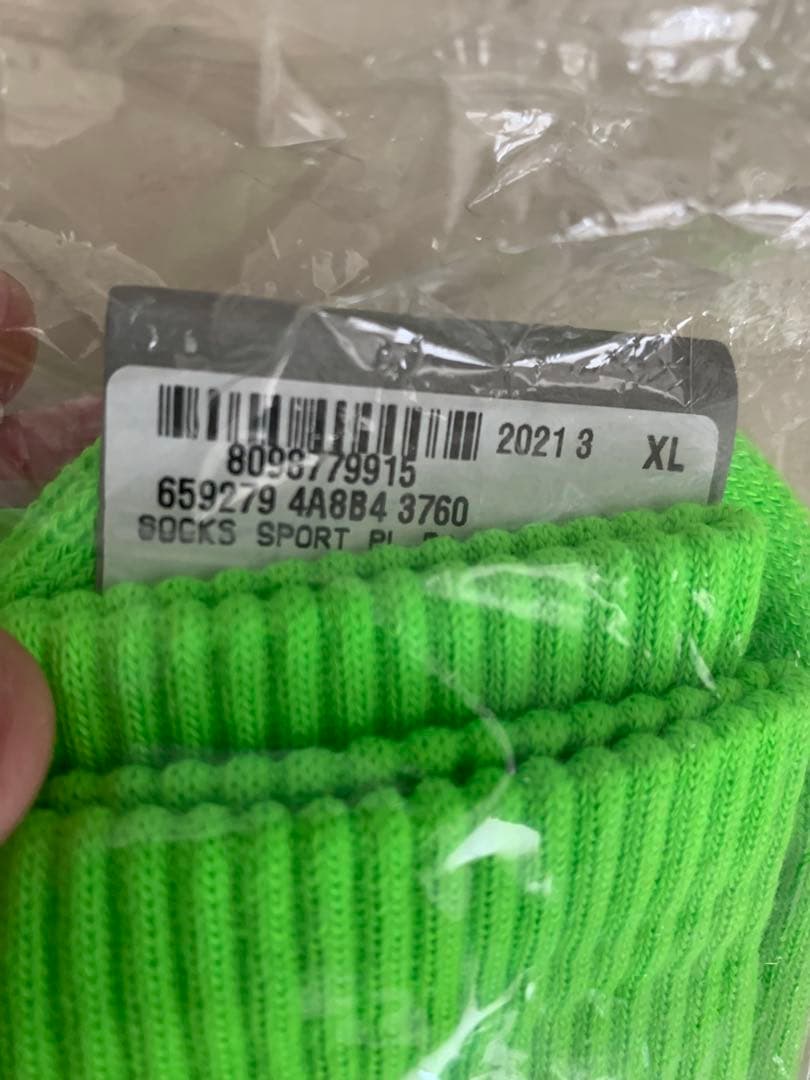 2021 3 XL
8098779915
659279 4A8B4 3760
SOCKS SPORT